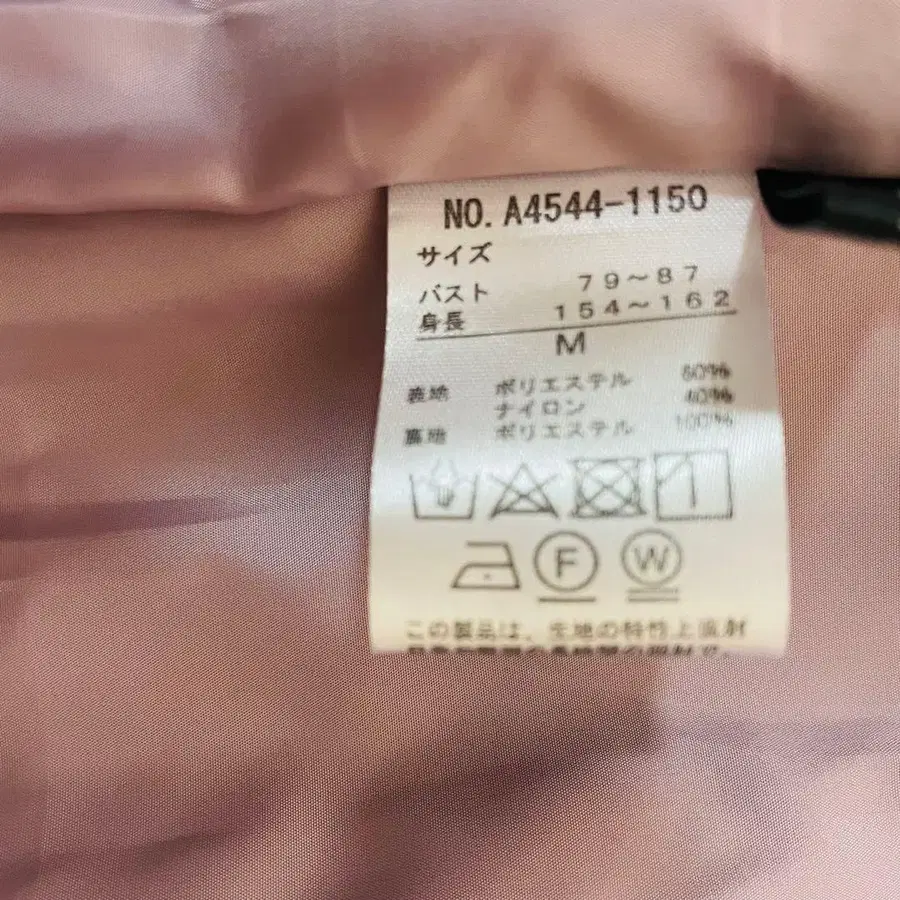 NO. A4544-1150
サイズ
バスト 79～87
身長 154～162
M
表地 ポリエステル 60%
ナイロン 40%
裏地 ポリエステル 100%
F W
この製品は、生地の特性上